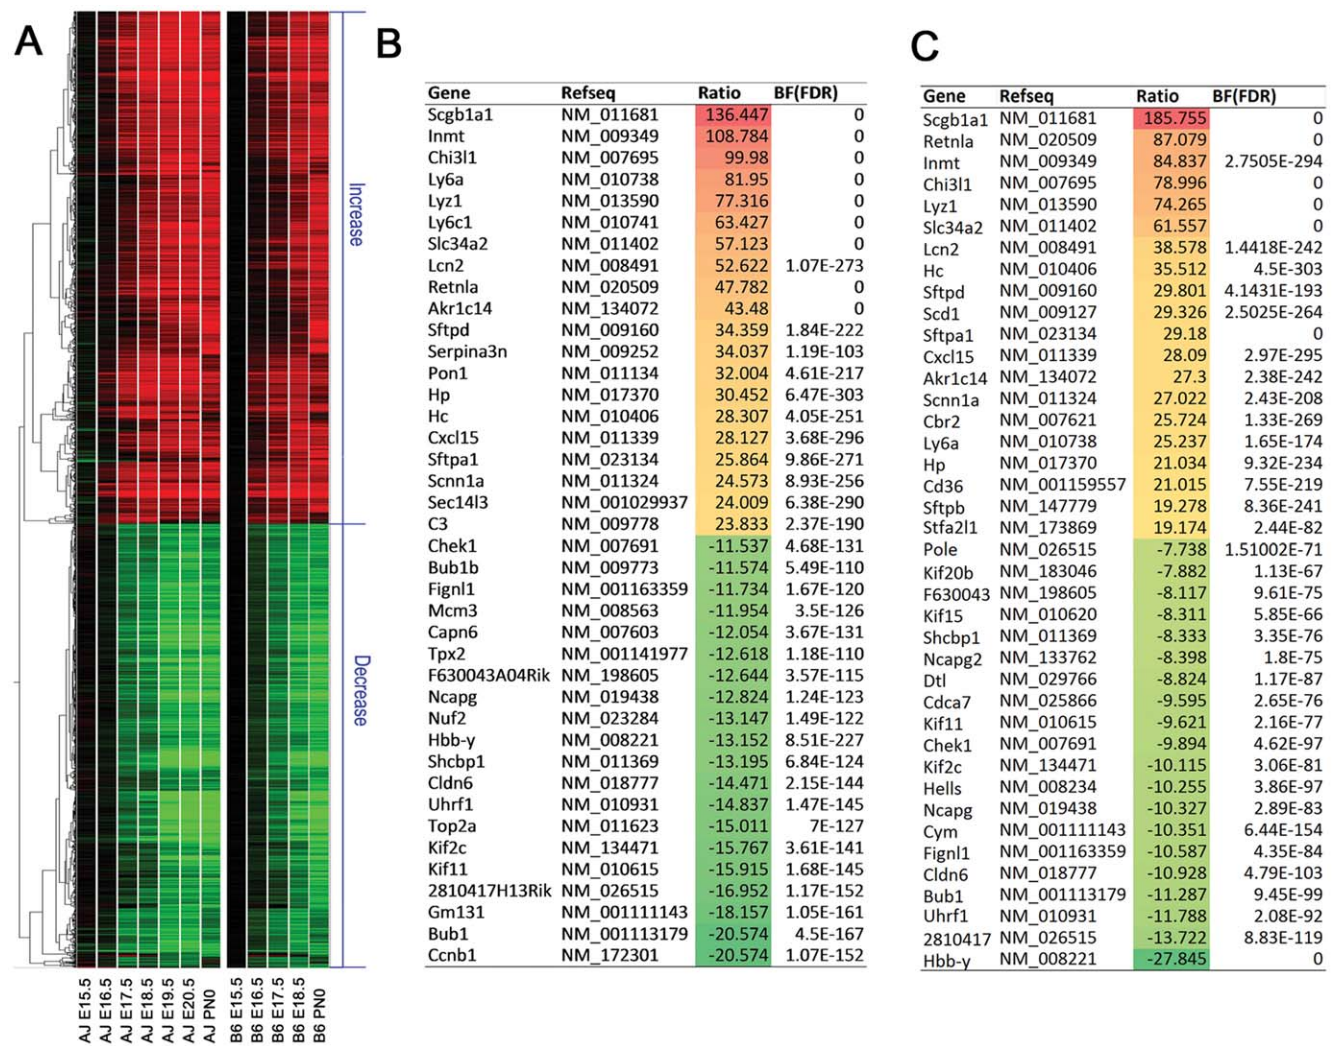 A
Increase
Decrease
AJ E15.5
AJ E16.5
AJ E17.5
AJ E18.5
AJ E19.5
AJ E20.5
AJ PN0
B6 E15.5
B6 E16.5
B6 E17.5
B6 E18.5
B6 PN0
B
Gene Refseq Ratio BF(FDR)
Scgb1a1 NM_011681 136.447 0
Inmt NM_009349 108.784 0
Chi3l1 NM_007695 99.98 0
Ly6a NM_010738 81.95 0
Lyz1 NM_013590 77.316 0
Ly6c1 NM_010741 63.427 0
Slc34a2 NM_011402 57.123 0
Lcn2 NM_008491 52.622 1.07E-273
Retnla NM_020509 47.782 0
Akr1c14 NM_134072 43.48 0
Sftpd NM_009160 34.359 1.84E-222
Serpina3n NM_009252 34.037 1.19E-103
Pon1 NM_011134 32.004 4.61E-217
Hp NM_017370 30.452 6.47E-303
Hc NM_010406 28.307 4.05E-251
Cxcl15 NM_011339 28.127 3.68E-296
Sftpa1 NM_023134 25.864 9.86E-271
Scnn1a NM_011324 24.573 8.93E-256
Sec14l3 NM_001029937 24.009 6.38E-290
C3 NM_009778 23.833 2.37E-190
Chek1 NM_007691 -11.537 4.68E-131
Bub1b NM_009773 -11.574 5.49E-110
Fignl1 NM_001163359 -11.734 1.67E-120
Mcm3 NM_008563 -11.954 3.5E-126
Capn6 NM_007603 -12.054 3.67E-131
Tpx2 NM_001141977 -12.618 1.18E-110
F630043A04Rik NM_198605 -12.644 3.57E-115
Ncapg NM_019438 -12.824 1.24E-123
Nuf2 NM_023284 -13.147 1.49E-122
Hbb-y NM_008221 -13.152 8.51E-227
Shcbp1 NM_011369 -13.195 6.84E-124
Cldn6 NM_018777 -14.471 2.15E-144
Uhrf1 NM_010931 -14.837 1.47E-145
Top2a NM_011623 -15.011 7E-127
Kif2c NM_134471 -15.767 3.61E-141
Kif11 NM_010615 -15.915 1.68E-145
2810417H13Rik NM_026515 -16.952 1.17E-152
Gm131 NM_001111143 -18.157 1.05E-161
Bub1 NM_001113179 -20.574 4.5E-167
Ccnb1 NM_172301 -20.574 1.07E-152
C
Gene Refseq Ratio BF(FDR)
Scgb1a1 NM_011681 185.755 0
Retnla NM_020509 87.079 0
Inmt NM_009349 84.837 2.7505E-294
Chi3l1 NM_007695 78.996 0
Lyz1 NM_013590 74.265 0
Slc34a2 NM_011402 61.557 0
Lcn2 NM_008491 38.578 1.4418E-242
Hc NM_010406 35.512 4.5E-303
Sftpd NM_009160 29.801 4.1431E-193
Scd1 NM_009127 29.326 2.5025E-264
Sftpa1 NM_023134 29.18 0
Cxcl15 NM_011339 28.09 2.97E-295
Akr1c14 NM_134072 27.3 2.38E-242
Scnn1a NM_011324 27.022 2.43E-208
Cbr2 NM_007621 25.724 1.33E-269
Ly6a NM_010738 25.237 1.65E-174
Hp NM_017370 21.034 9.32E-234
Cd36 NM_001159557 21.015 7.55E-219
Sftpb NM_147779 19.278 8.36E-241
Stfa2l1 NM_173869 19.174 2.44E-82
Pole NM_026515 -7.738 1.51002E-71
Kif20b NM_183046 -7.882 1.13E-67
F630043 NM_198605 -8.117 9.61E-75
Kif15 NM_010620 -8.311 5.85E-66
Shcbp1 NM_011369 -8.333 3.35E-76
Ncapg2 NM_133762 -8.398 1.8E-75
Dtl NM_029766 -8.824 1.17E-87
Cdca7 NM_025866 -9.595 2.65E-76
Kif11 NM_010615 -9.621 2.16E-77
Chek1 NM_007691 -9.894 4.62E-97
Kif2c NM_134471 -10.115 3.06E-81
Hells NM_008234 -10.255 3.86E-97
Ncapg NM_019438 -10.327 2.89E-83
Cym NM_001111143 -10.351 6.44E-154
Fignl1 NM_001163359 -10.587 4.35E-84
Cldn6 NM_018777 -10.928 4.79E-103
Bub1 NM_001113179 -11.287 9.45E-99
Uhrf1 NM_010931 -11.788 2.08E-92
2810417 NM_026515 -13.722 8.83E-119
Hbb-y NM_008221 -27.845 0